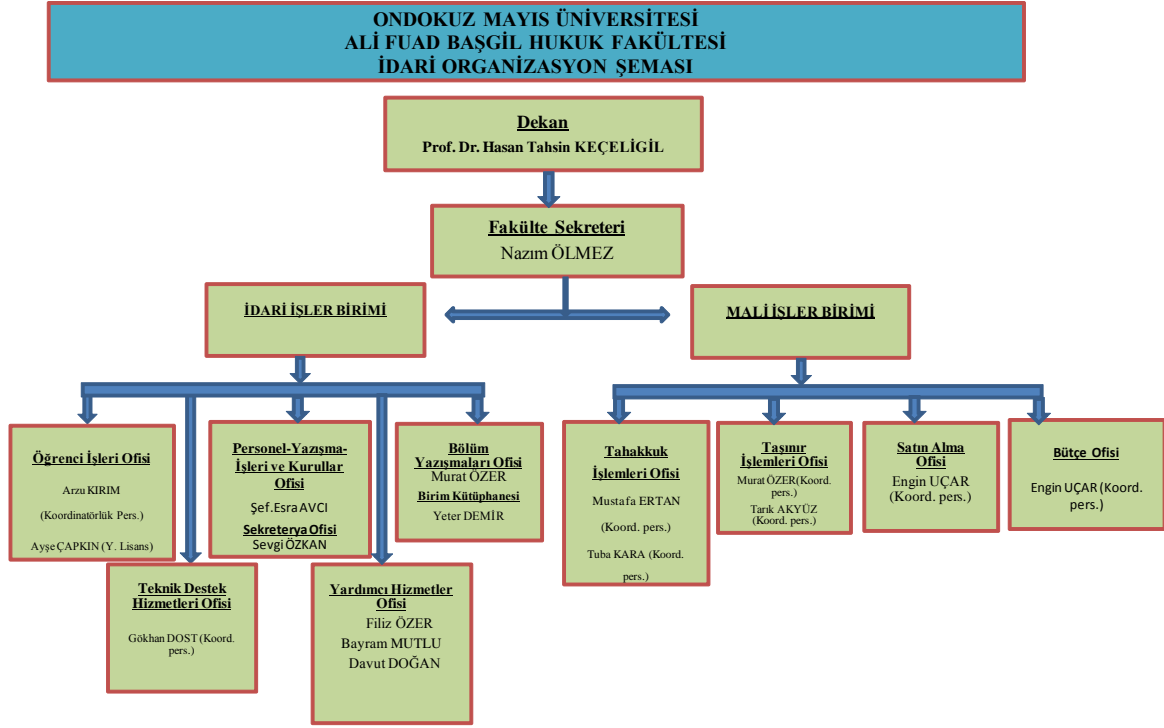 ONDOKUZ MAYIS ÜNİVERSİTESİ
ALİ FUAD BAŞGİL HUKUK FAKÜLTESİ
İDARİ ORGANİZASYON ŞEMASI
Dekan
Prof. Dr. Hasan Tahsin KEÇELİGİL
Fakülte Sekreteri
Nazım ÖLMEZ
İDARİ İŞLER BİRİMİ
MALİ İŞLER BİRİMİ
Öğrenci İşleri Ofisi
Arzu KIRIM
(Koordinatörlük Pers.)
Ayşe ÇAPKIN (Y. Lisans)
Personel-Yazışma-
İşleri ve Kurullar
Ofisi
Şef.Esra AVCI
Sekreterya Ofisi
Sevgi ÖZKAN
Bölüm
Yazışmaları Ofisi
Murat ÖZER
Birim Kütüphanesi
Yeter DEMİR
Tahakkuk
İşlemleri Ofisi
Mustafa ERTAN
(Koord. pers.)
Tuba KARA (Koord.
pers.)
Taşınır
İşlemleri Ofisi
Murat ÖZER(Koord.
pers.)
Tarık AKYÜZ
(Koord. pers.)
Satın Alma
Ofisi
Engin UÇAR
(Koord. pers.)
Bütçe Ofisi
Engin UÇAR (Koord.
pers.)
Teknik Destek
Hizmetleri Ofisi
Gökhan DOST (Koord.
pers.)
Yardımcı Hizmetler
Ofisi
Filiz ÖZER
Bayram MUTLU
Davut DOĞAN